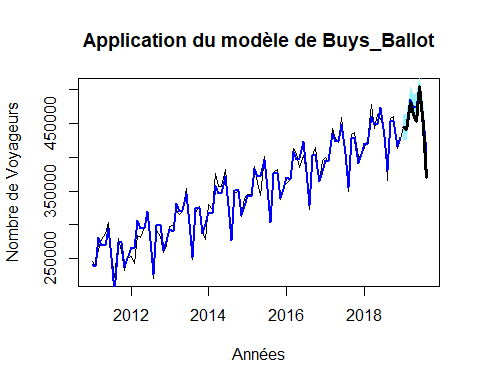 Application du modèle de Buys_Ballot
Nombre de Voyageurs
450000
350000
250000
2012 2014 2016 2018
Années